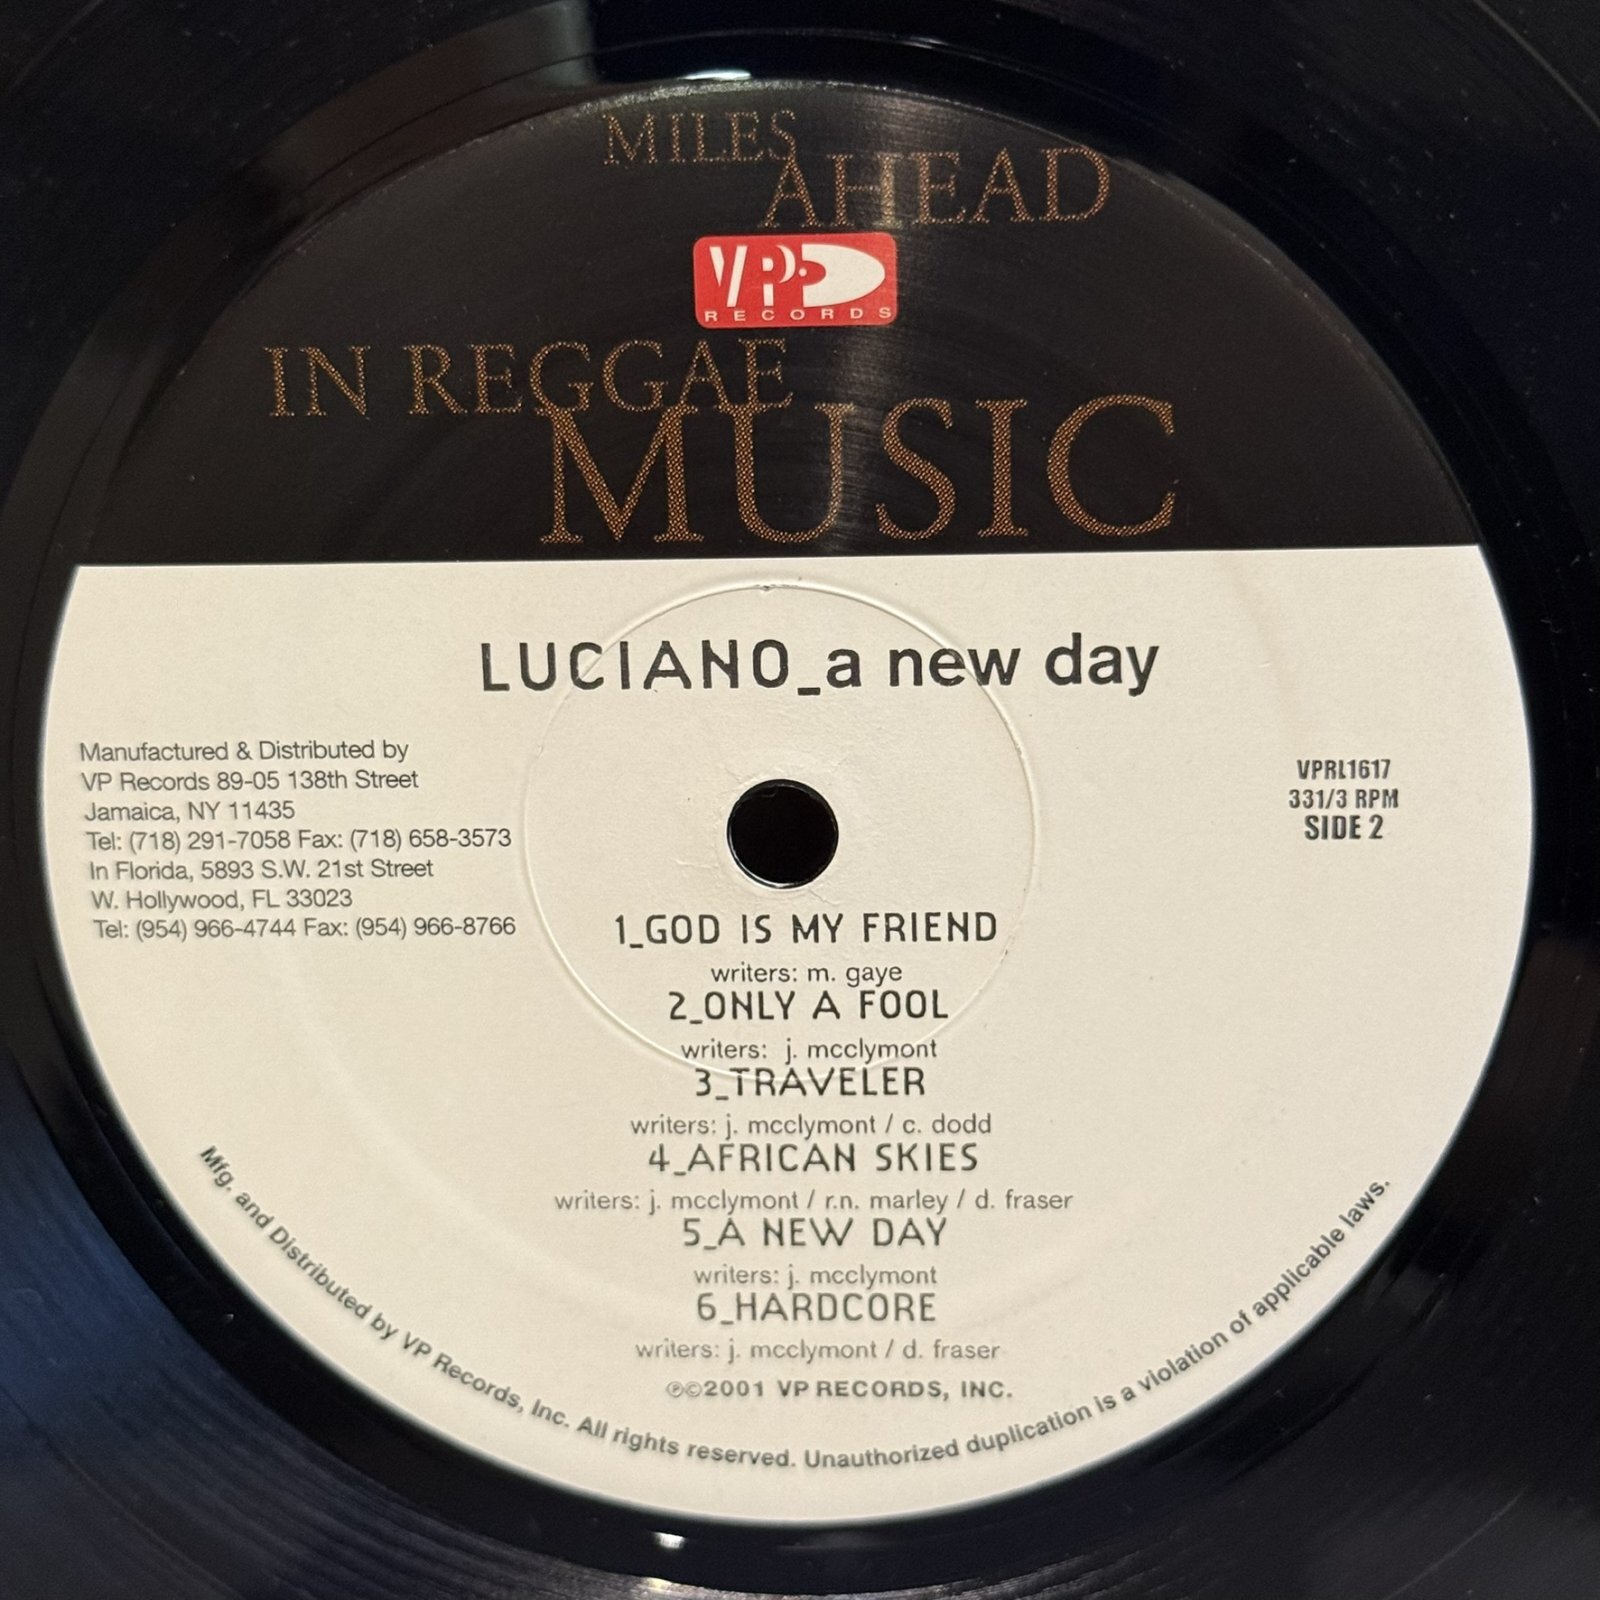 MILES
AHEAD
VP
RECORDS
IN REGGAE
MUSIC
LUCIANO_a new day
Manufactured & Distributed by
VP Records 89-05 138th Street
Jamaica, NY 11435
Tel: (718) 291-7058 Fax: (718) 658-3573
In Florida, 5893 S.W. 21st Street
W. Hollywood, FL 33023
Tel: (954) 966-4744 Fax: (954) 966-8766
VPRL1617
331/3 RPM
SIDE 2
1_GOD IS MY FRIEND
writers: m. gaye
2_ONLY A FOOL
writers: j. mcclymont
3_TRAVELER
writers: j. mcclymont / c. dodd
4_AFRICAN SKIES
writers: j. mcclymont / r.n. marley / d. fraser
5_A NEW DAY
writers: j. mcclymont
6_HARDCORE
writers: j. mcclymont / d. fraser
℗©2001 VP RECORDS, INC.
Mfg. and Distributed by VP Records, Inc. All rights reserved. Unauthorized duplication is a violation of applicable laws.